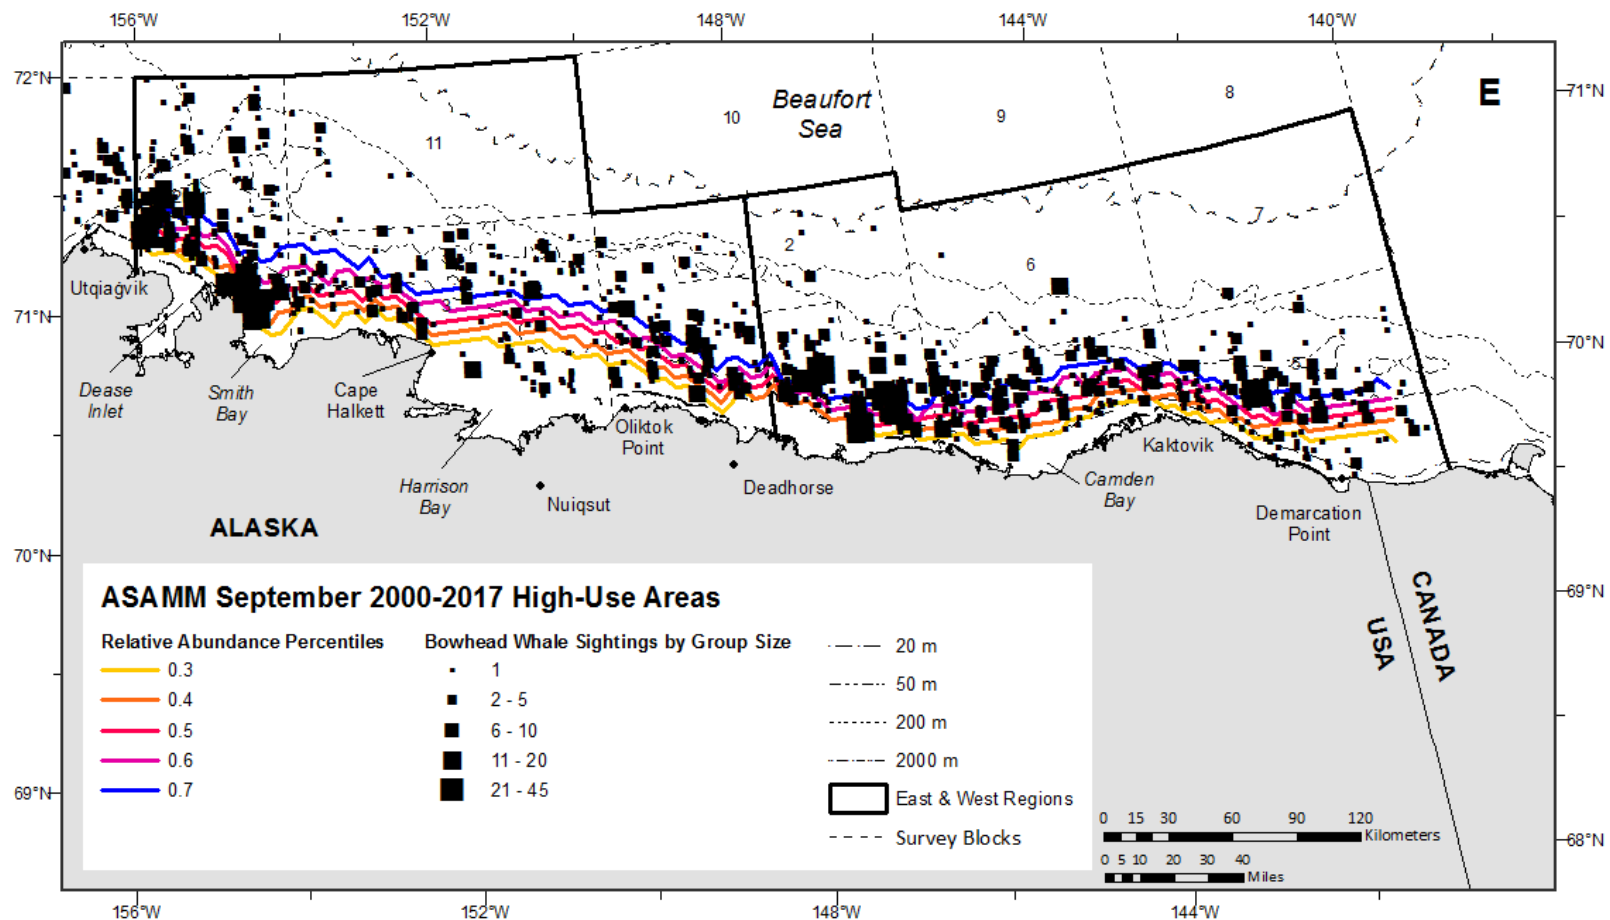 156°W 152°W 148°W 144°W 140°W
72°N
71°N
E
Beaufort
Sea
8
9
10
11
7
2
6
71°N
70°N
Utqiaġvik
3
5
Dease
Inlet
Smith
Bay
Cape
Halkett
Oliktok
Point
Kaktovik
Harrison
Bay
Nuiqsut
Deadhorse
Camden
Bay
Demarcation
Point
ALASKA
70°N
69°N
CANADA
USA
ASAMM September 2000-2017 High-Use Areas
Relative Abundance Percentiles
0.3
0.4
0.5
0.6
0.7
Bowhead Whale Sightings by Group Size
1
2 - 5
6 - 10
11 - 20
21 - 45
20 m
50 m
200 m
2000 m
East & West Regions
Survey Blocks
69°N
68°N
0 15 30 60 90 120
Kilometers
0 5 10 20 30 40
Miles
156°W 152°W 148°W 144°W